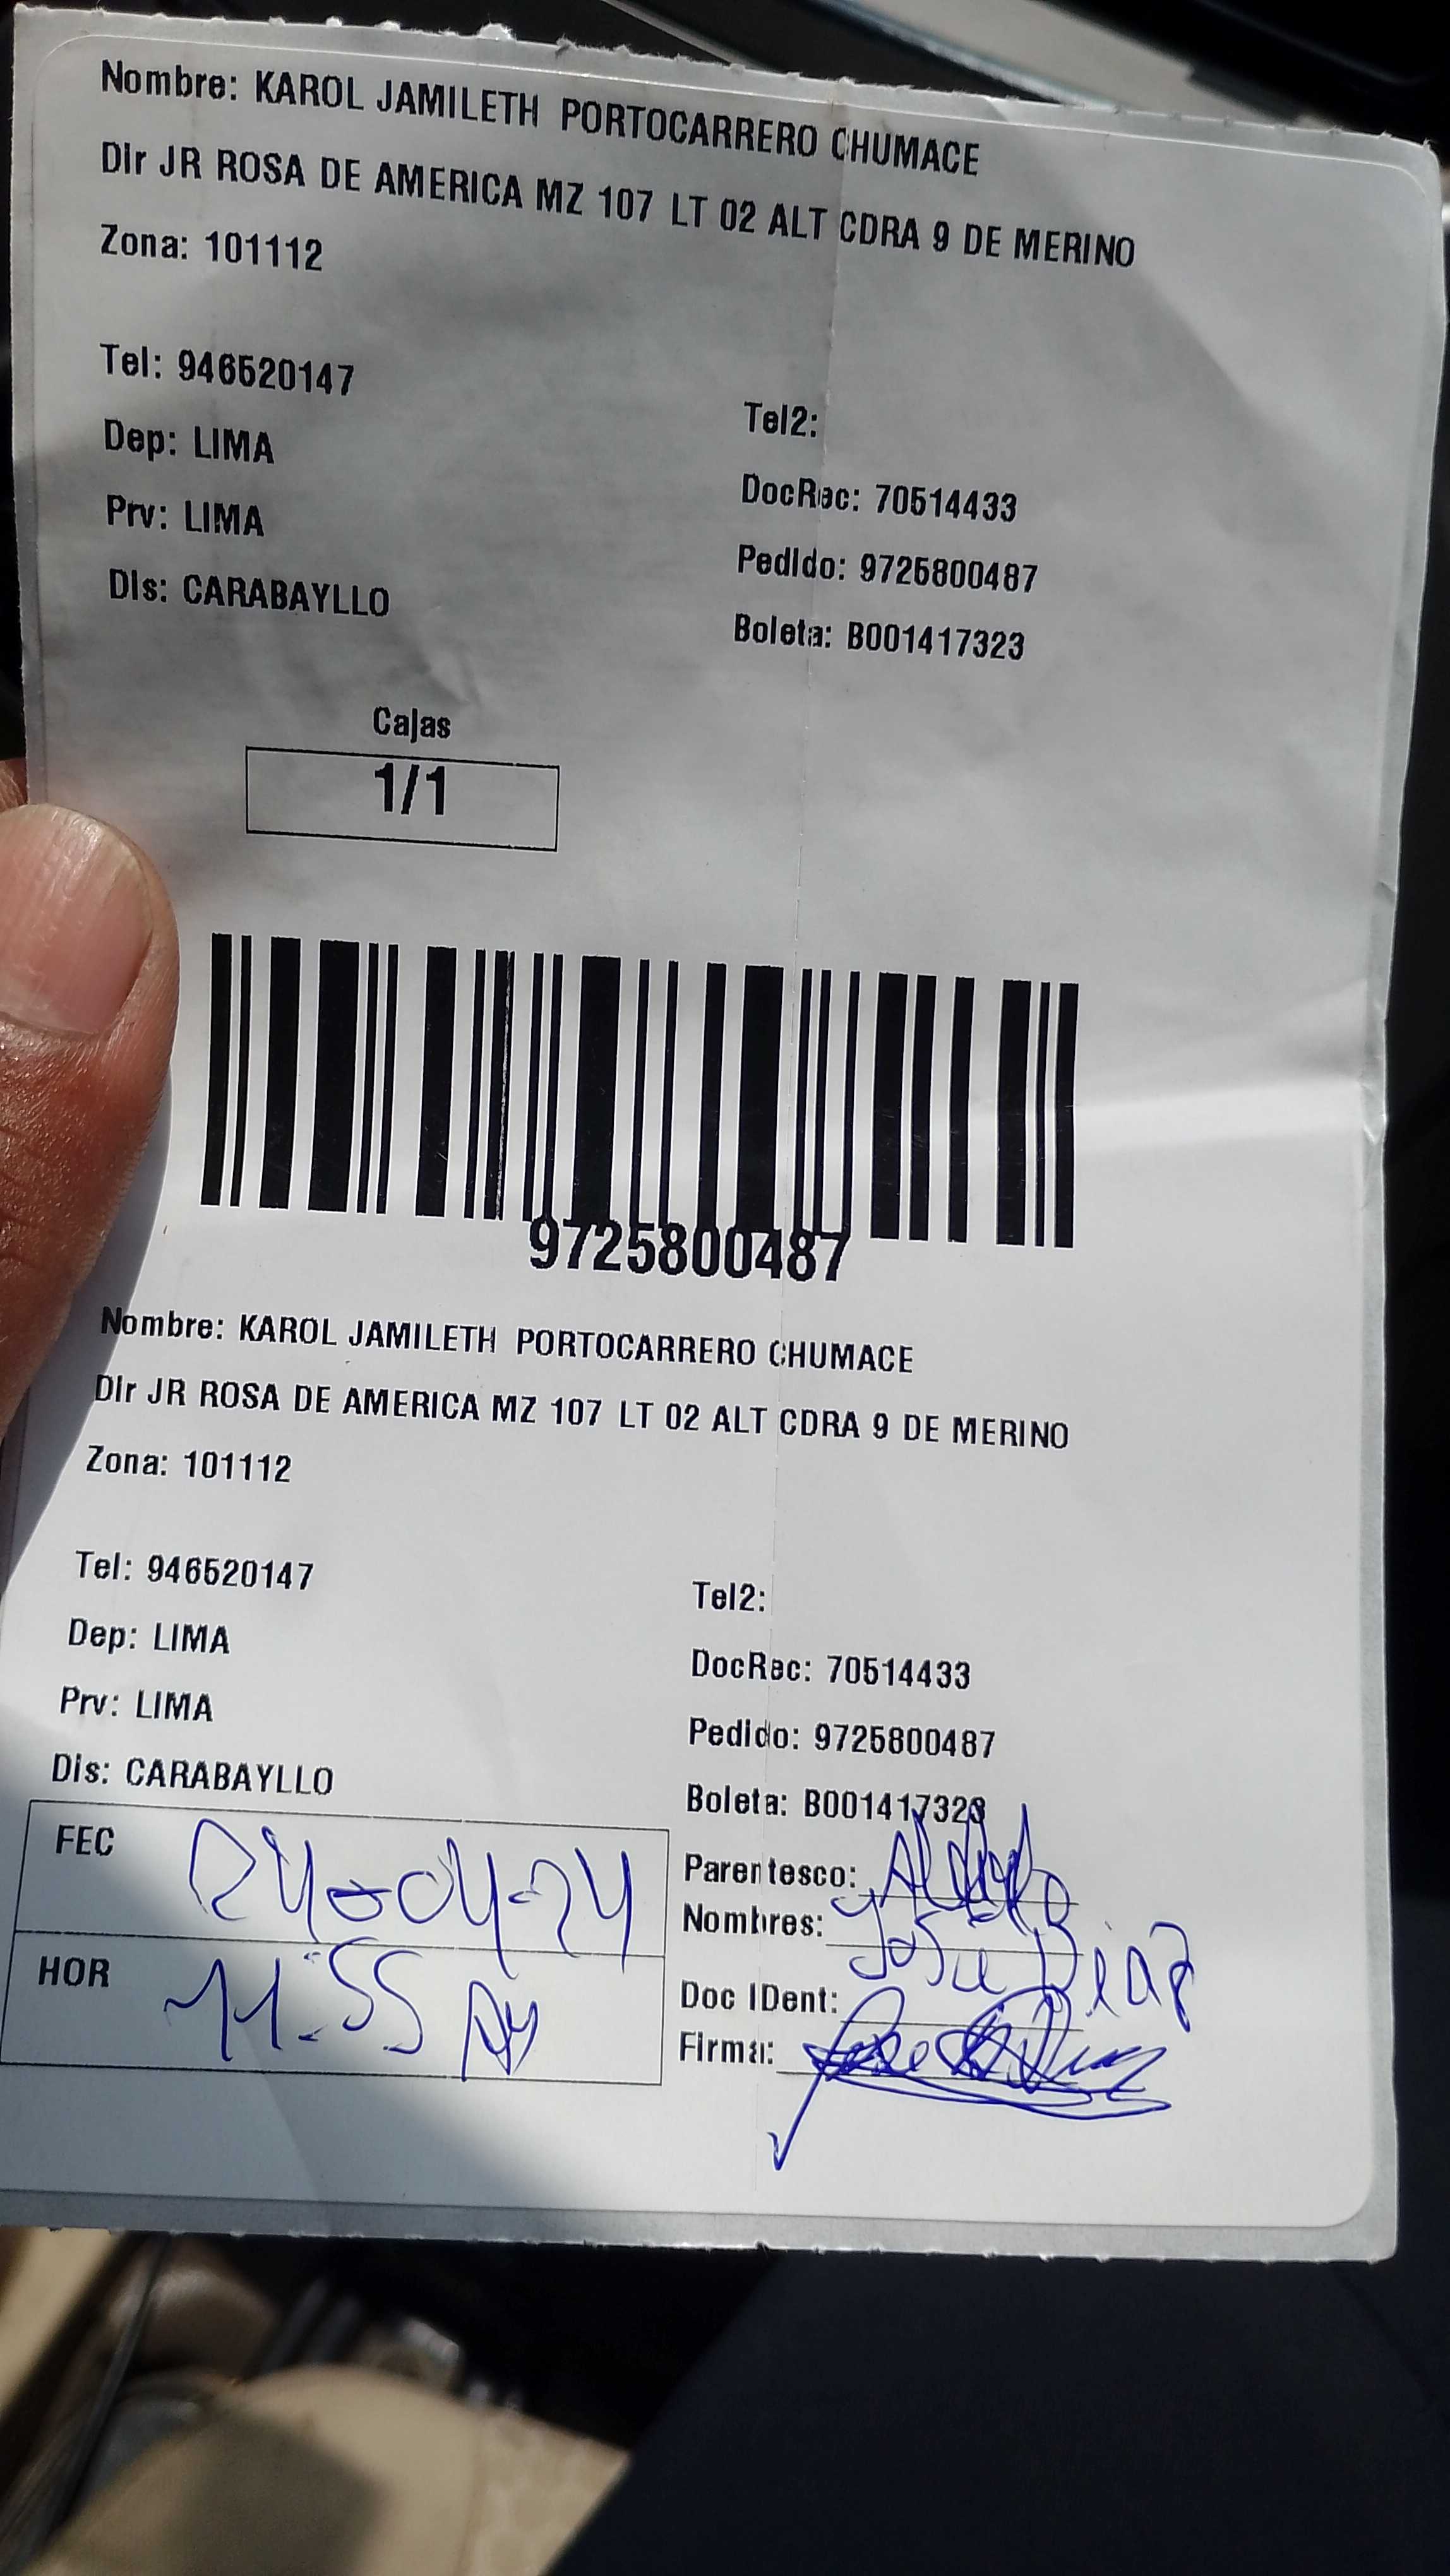 Nombre: KAROL JAMILETH PORTOCARRERO CHUMACE
Dir JR ROSA DE AMERICA MZ 107 LT 02 ALT CDRA 9 DE MERINO
Zona: 101112
Tel: 946520147
Tel2:
Dep: LIMA
DocRec: 70514433
Prv: LIMA
Pedido: 9725800487
Dis: CARABAYLLO
Boleta: B001417323
Cajas
1/1
9725800487
Nombre: KAROL JAMILETH PORTOCARRERO CHUMACE
Dir JR ROSA DE AMERICA MZ 107 LT 02 ALT CDRA 9 DE MERINO
Zona: 101112
Tel: 946520147
Tel2:
Dep: LIMA
DocRec: 70514433
Prv: LIMA
Pedido: 9725800487
Dis: CARABAYLLO
Boleta: B001417323
FEC 24-04-24
Parentesco:
Nombres: Jose Diaz
HOR 11:55 AM
Doc IDent:
Firma: